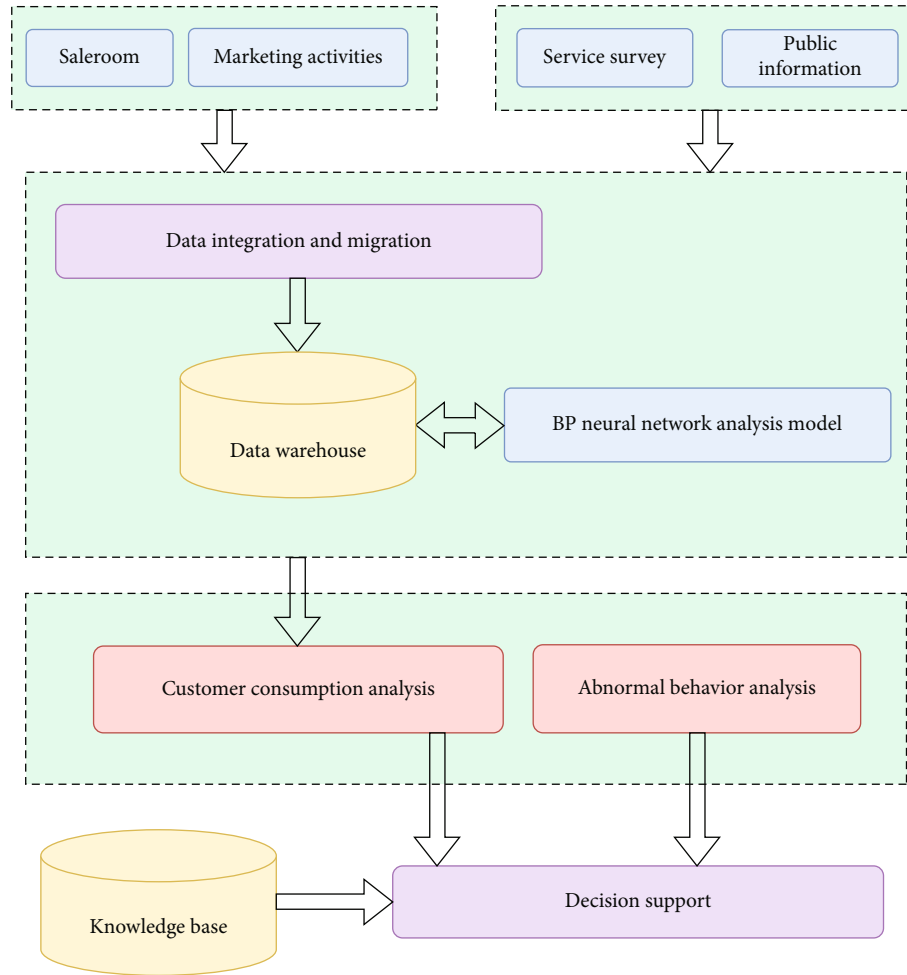 Saleroom
Marketing activities
Service survey
Public
information
Data integration and migration
Data warehouse
BP neural network analysis model
Customer consumption analysis
Abnormal behavior analysis
Knowledge base
Decision support